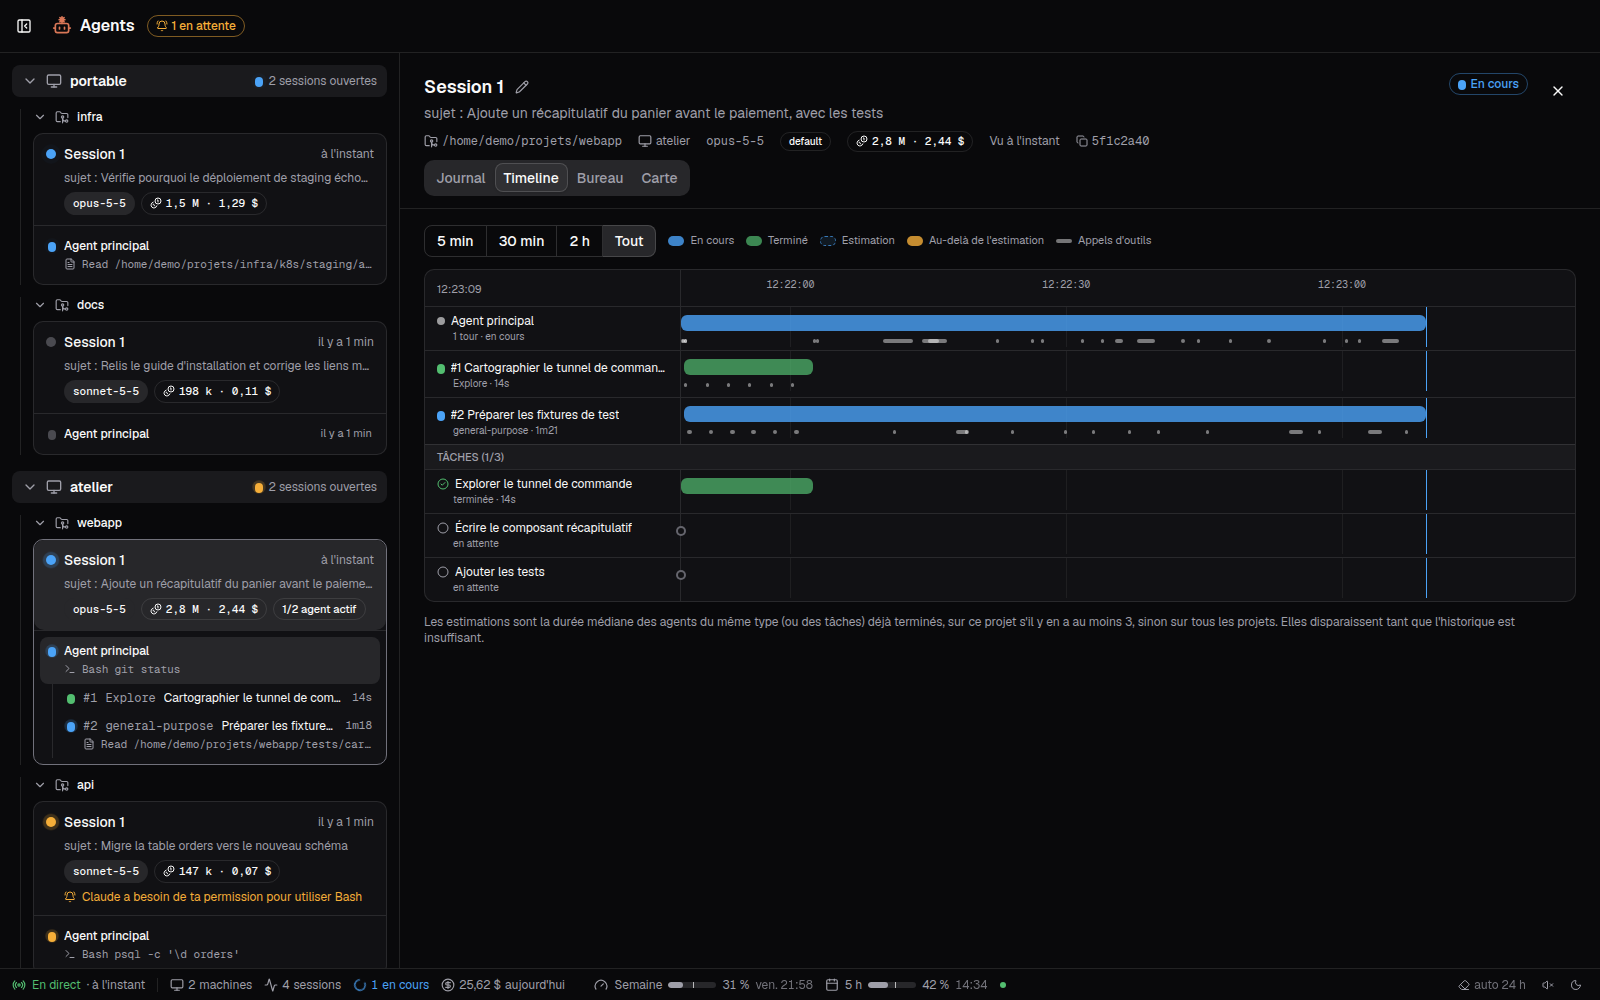 Agents
1 en attente
portable
2 sessions ouvertes
infra
Session 1
à l'instant
sujet : Vérifie pourquoi le déploiement de staging écho…
opus-5-5
1,5 M · 1,29 $
Agent principal
Read /home/demo/projets/infra/k8s/staging/a…
docs
Session 1
il y a 1 min
sujet : Relis le guide d'installation et corrige les liens m…
sonnet-5-5
198 k · 0,11 $
Agent principal
il y a 1 min
atelier
2 sessions ouvertes
webapp
Session 1
à l'instant
sujet : Ajoute un récapitulatif du panier avant le paieme…
opus-5-5
2,8 M · 2,44 $
1/2 agent actif
Agent principal
Bash git status
#1 Explore Cartographier le tunnel de com… 14s
#2 general-purpose Préparer les fixture… 1m18
Read /home/demo/projets/webapp/tests/car…
api
Session 1
il y a 1 min
sujet : Migre la table orders vers le nouveau schéma
sonnet-5-5
147 k · 0,07 $
Claude a besoin de ta permission pour utiliser Bash
Agent principal
Bash psql -c '\d orders'
Session 1
En cours
sujet : Ajoute un récapitulatif du panier avant le paiement, avec les tests
/home/demo/projets/webapp
atelier
opus-5-5
default
2,8 M · 2,44 $
Vu à l'instant
5f1c2a40
Journal
Timeline
Bureau
Carte
5 min
30 min
2 h
Tout
En cours
Terminé
Estimation
Au-delà de l'estimation
Appels d'outils
12:23:09
12:22:00
12:22:30
12:23:00
Agent principal
1 tour · en cours
#1 Cartographier le tunnel de comman…
Explore · 14s
#2 Préparer les fixtures de test
general-purpose · 1m21
TÂCHES (1/3)
Explorer le tunnel de commande
terminée · 14s
Écrire le composant récapitulatif
en attente
Ajouter les tests
en attente
Les estimations sont la durée médiane des agents du même type (ou des tâches) déjà terminés, sur ce projet s'il y en a au moins 3, sinon sur tous les projets. Elles disparaissent tant que l'historique est
insuffisant.
En direct · à l'instant
2 machines
4 sessions
1 en cours
25,62 $ aujourd'hui
Semaine
31 % ven. 21:58
5 h
42 % 14:34
auto 24 h